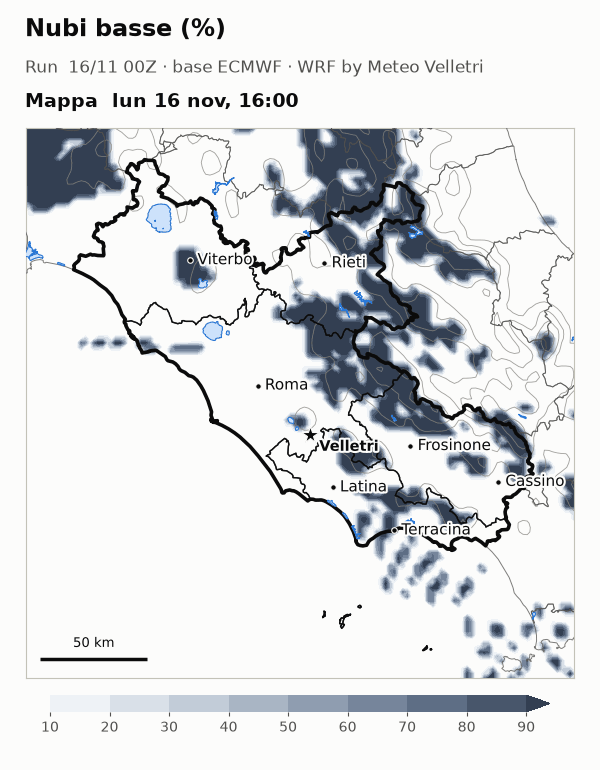 Nubi basse (%)
Run 16/11 00Z · base ECMWF · WRF by Meteo Velletri
Mappa lun 16 nov, 16:00
Viterbo
Rieti
Roma
Velletri
Frosinone
Latina
Cassino
Terracina
50 km
10 20 30 40 50 60 70 80 90